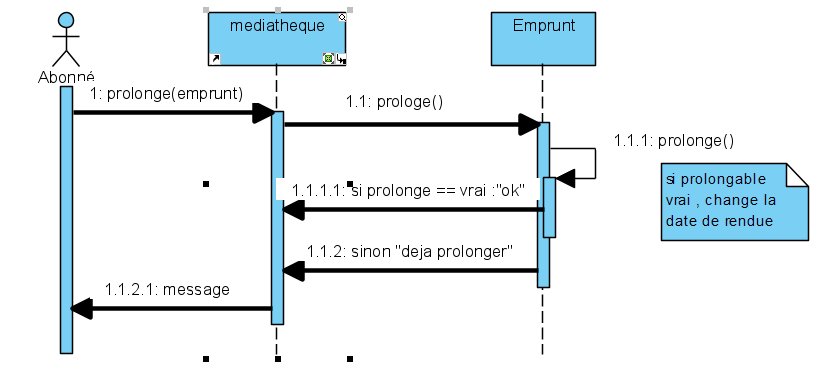 mediatheque
Emprunt
Abonné
1: prolonge(emprunt)
1.1: prologe()
1.1.1: prolonge()
si prolongable
vrai , change la
date de rendue
1.1.1.1: si prolonge == vrai :"ok"
1.1.2: sinon "deja prolonger"
1.1.2.1: message